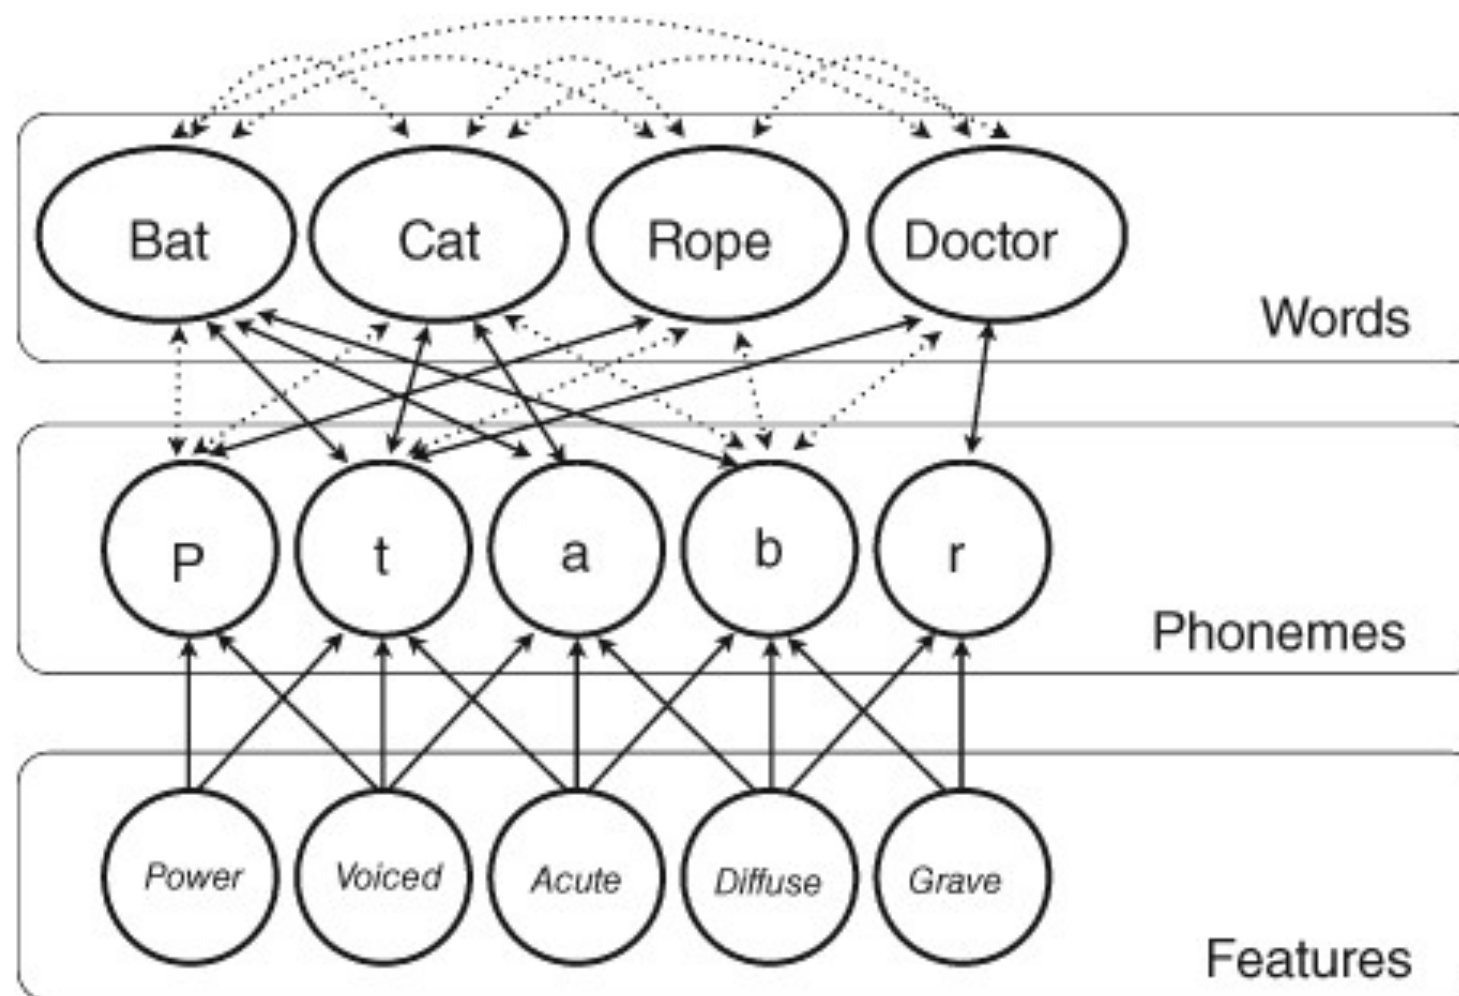 Bat Cat Rope Doctor
Words
P t a b r
Phonemes
Power Voiced Acute Diffuse Grave
Features